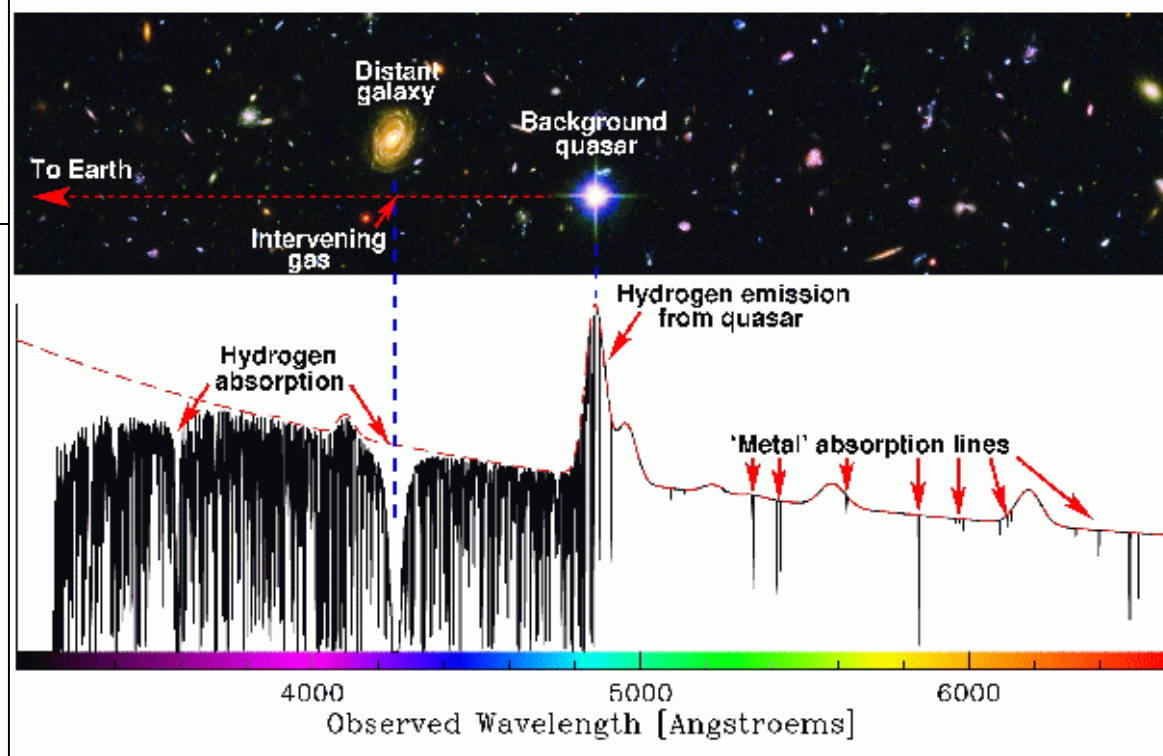 Distant
galaxy
Background
quasar
To Earth
Intervening
gas
Hydrogen emission
from quasar
Hydrogen
absorption
'Metal' absorption lines
4000 5000 6000
Observed Wavelength [Angstroems]